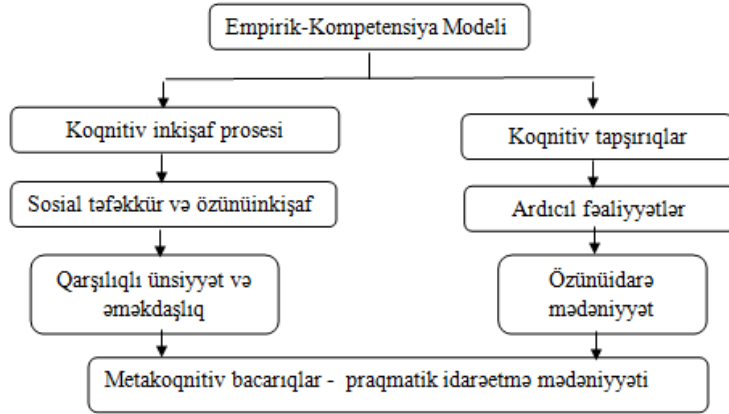 Empirik-Kompetensiya Modeli
Koqnitiv inkişaf prosesi
Koqnitiv tapşırıqlar
Sosial təfəkkür və özünüinkişaf
Ardıcıl fəaliyyətlər
Qarşılıqlı ünsiyyət və
əməkdaşlıq
Özünüidarə
mədəniyyət
Metakoqnitiv bacarıqlar - praqmatik idarəetmə mədəniyyəti